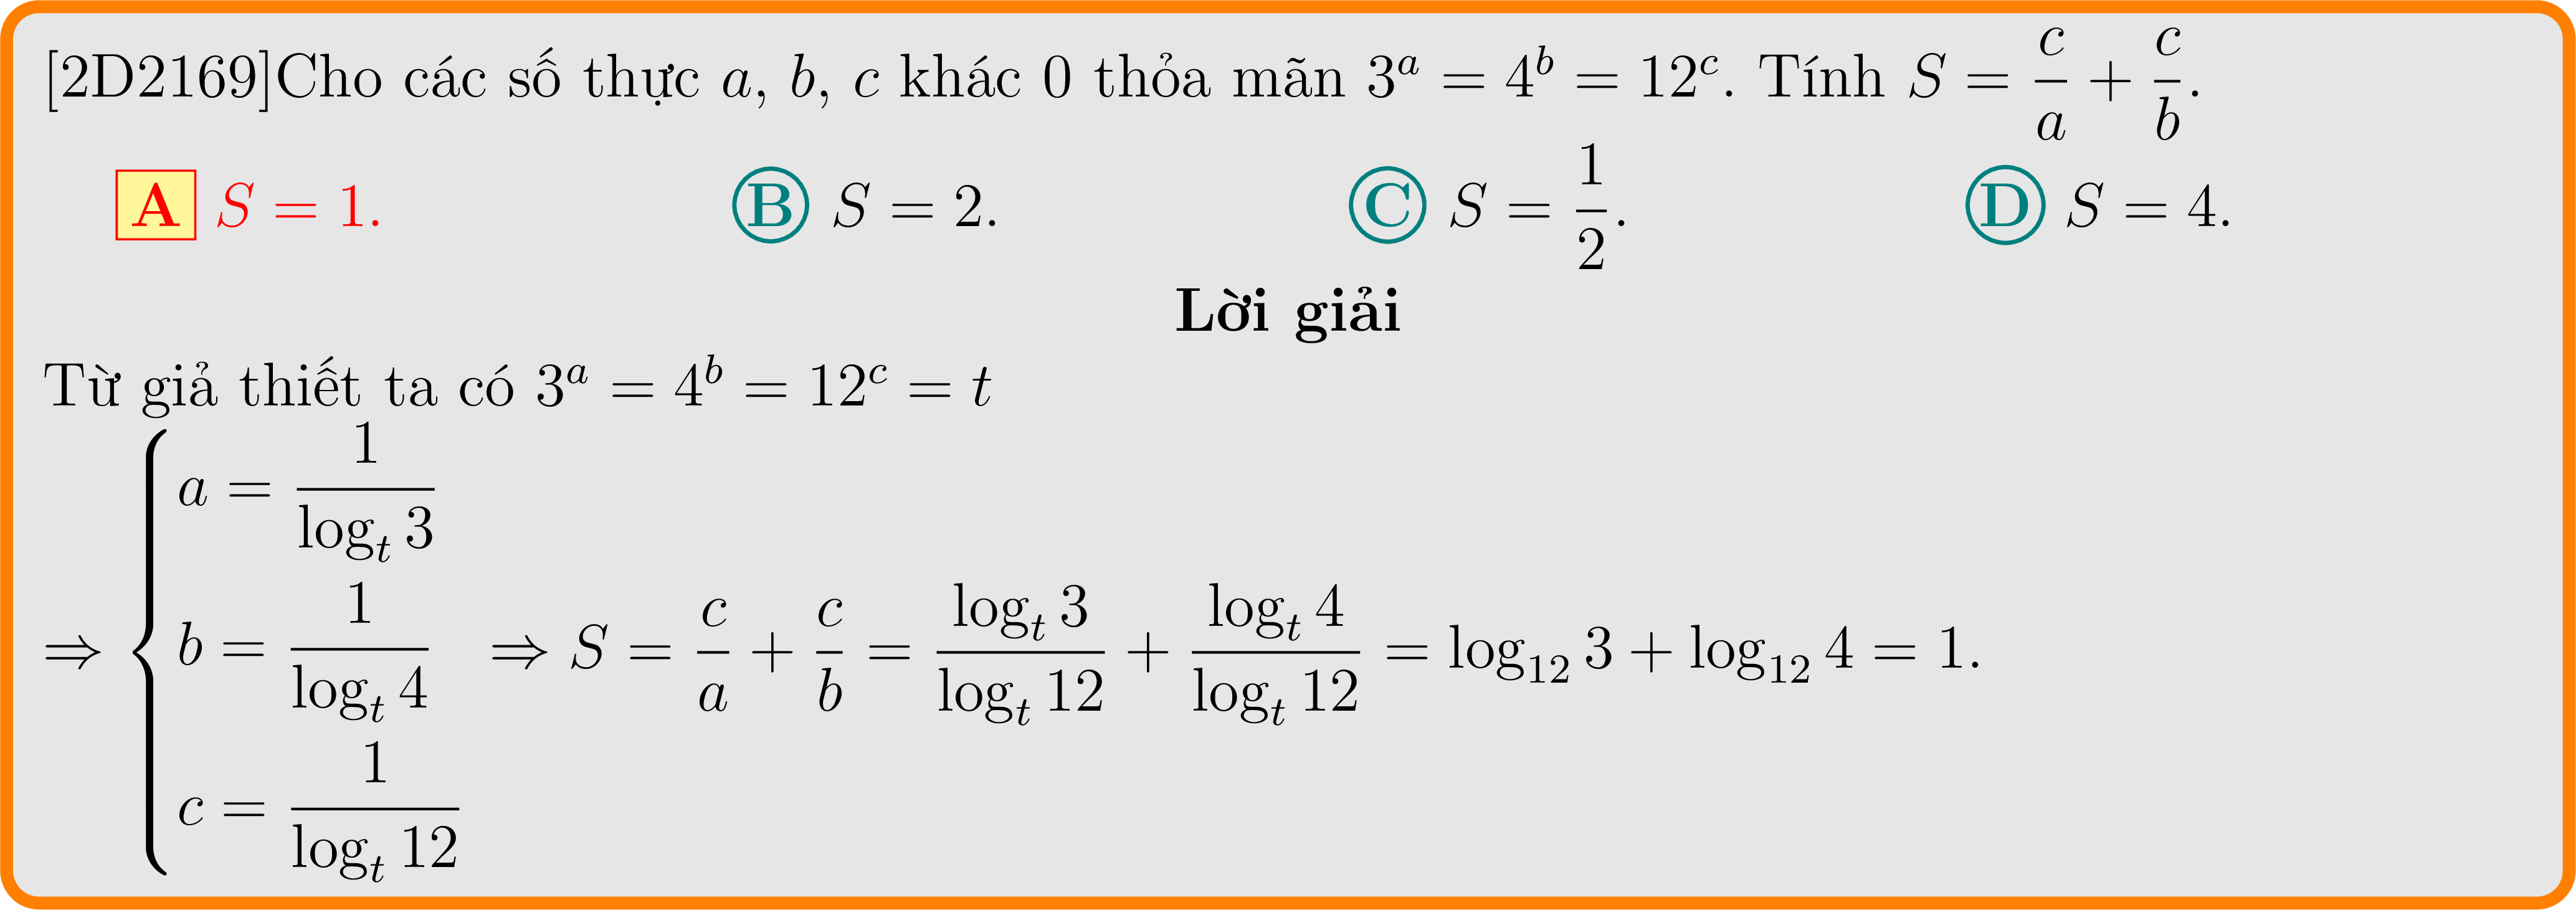 [2D2169]Cho các số thực a, b, c khác 0 thỏa mãn 3^a = 4^b = 12^c. Tính S = \frac{c}{a} + \frac{c}{b}.
A S = 1. B S = 2. C S = \frac{1}{2}. D S = 4.
Lời giải
Từ giả thiết ta có 3^a = 4^b = 12^c = t
⇒ \begin{cases} a = \frac{1}{\log_t 3} \\ b = \frac{1}{\log_t 4} \\ c = \frac{1}{\log_t 12} \end{cases} ⇒ S = \frac{c}{a} + \frac{c}{b} = \frac{\log_t 3}{\log_t 12} + \frac{\log_t 4}{\log_t 12} = \log_{12} 3 + \log_{12} 4 = 1.